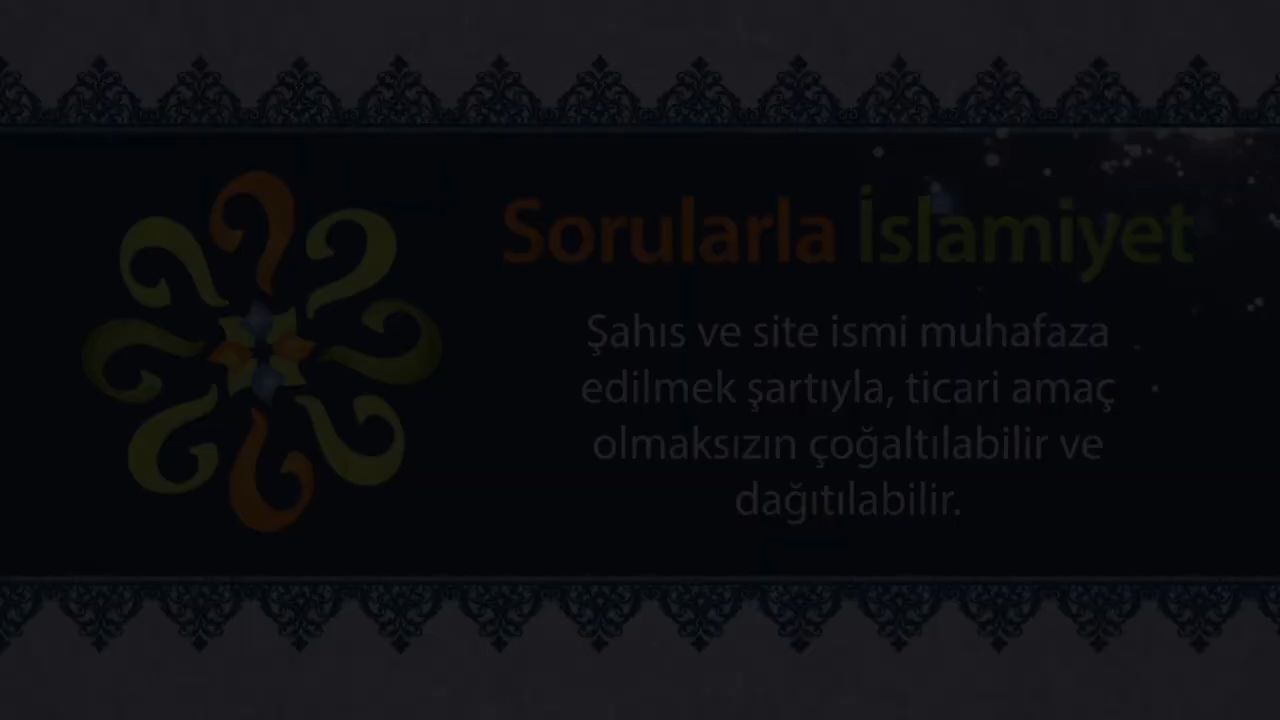 Sorularla İslamiyet
Şahıs ve site ismi muhafaza
edilmek şartıyla, ticari amaç
olmaksızın çoğaltılabilir ve
dağıtılabilir.